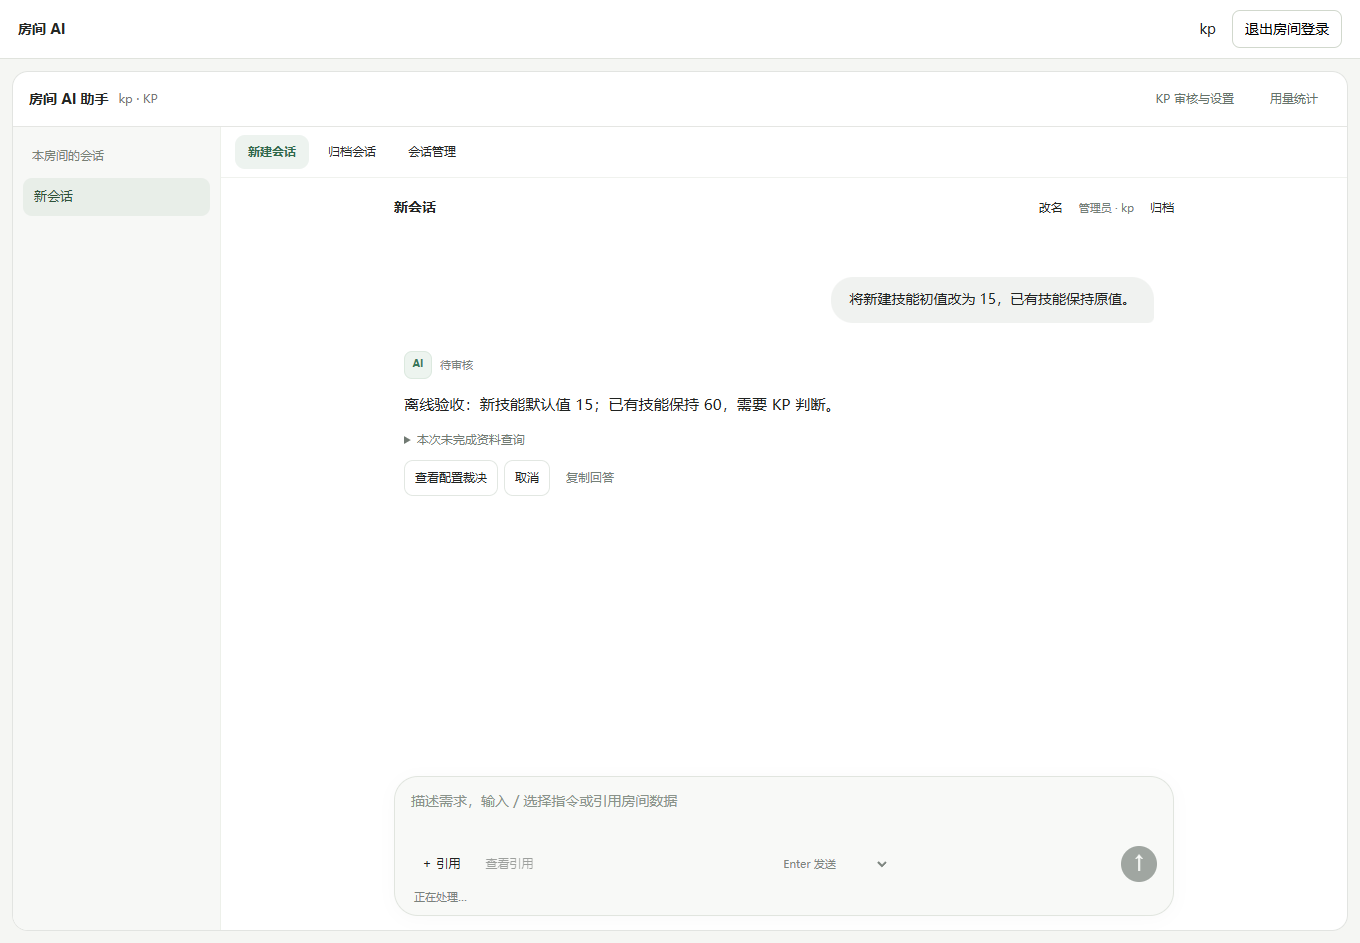 房间 AI
kp
退出房间登录
房间 AI 助手 kp · KP
KP 审核与设置
用量统计
本房间的会话
新会话
新建会话
归档会话
会话管理
新会话
改名
管理员 · kp
归档
将新建技能初值改为 15，已有技能保持原值。
AI 待审核
离线验收：新技能默认值 15；已有技能保持 60，需要 KP 判断。
▶ 本次未完成资料查询
查看配置裁决
取消
复制回答
描述需求，输入 / 选择指令或引用房间数据
+ 引用
查看引用
Enter 发送
↑
正在处理...